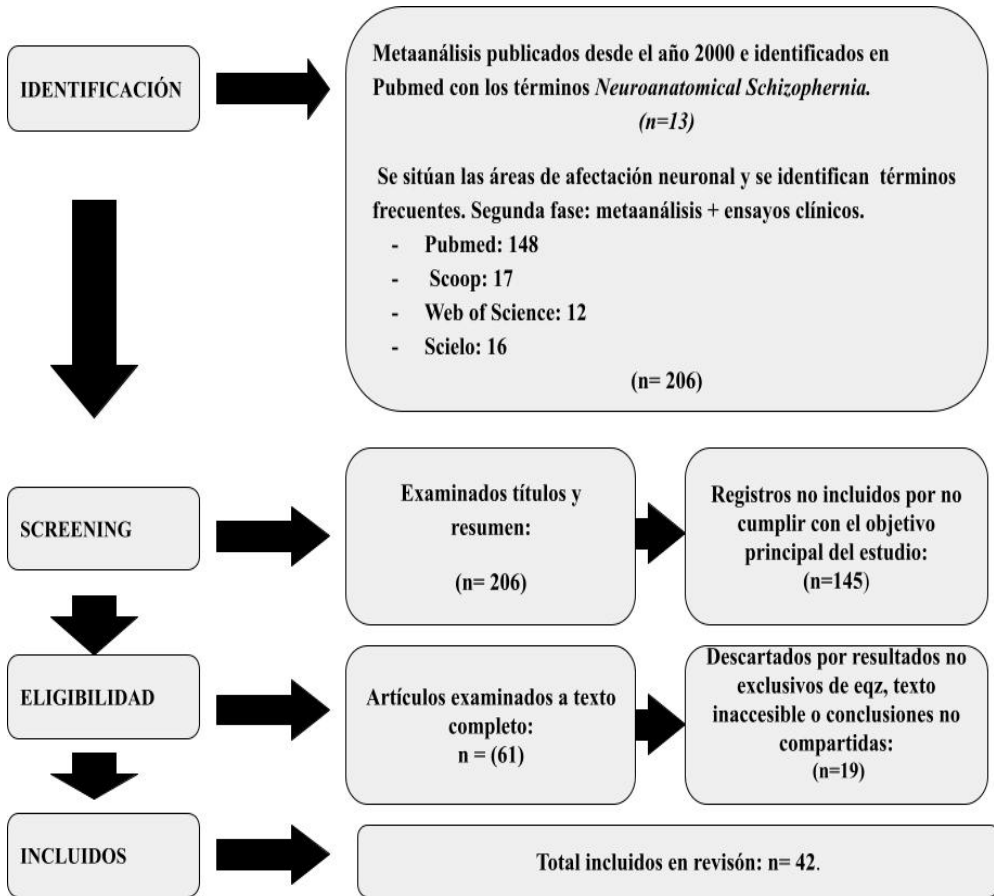 IDENTIFICACIÓN
Metaanálisis publicados desde el año 2000 e identificados en
Pubmed con los términos Neuroanatomical Schizophernia.
(n=13)
Se sitúan las áreas de afectación neuronal y se identifican términos
frecuentes. Segunda fase: metaanálisis + ensayos clínicos.
- Pubmed: 148
- Scoop: 17
- Web of Science: 12
- Scielo: 16
(n= 206)
SCREENING
Examinados títulos y
resumen:
(n= 206)
Registros no incluidos por no
cumplir con el objetivo
principal del estudio:
(n=145)
ELIGIBILIDAD
Artículos examinados a texto
completo:
n = (61)
Descartados por resultados no
exclusivos de eqz, texto
inaccesible o conclusiones no
compartidas:
(n=19)
INCLUIDOS
Total incluidos en revisón: n= 42.